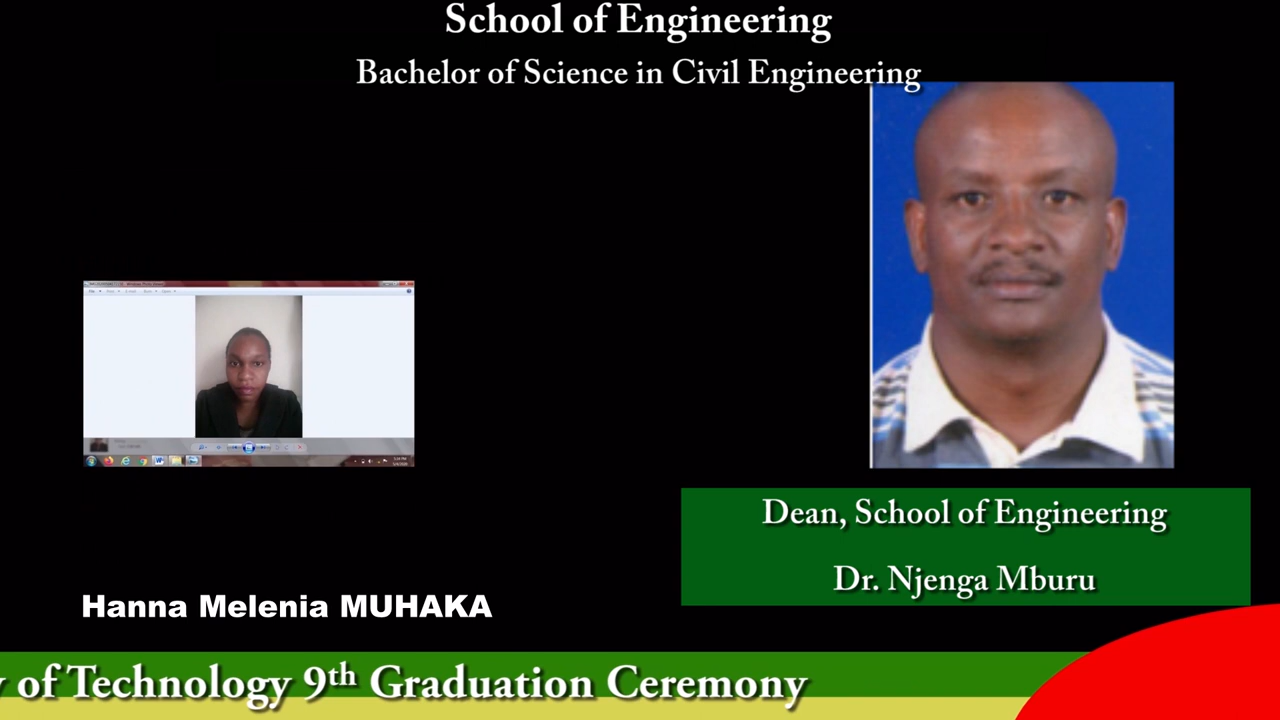 School of Engineering
Bachelor of Science in Civil Engineering
Dean, School of Engineering
Dr. Njenga Mburu
Hanna Melenia MUHAKA
of Technology 9th Graduation Ceremony